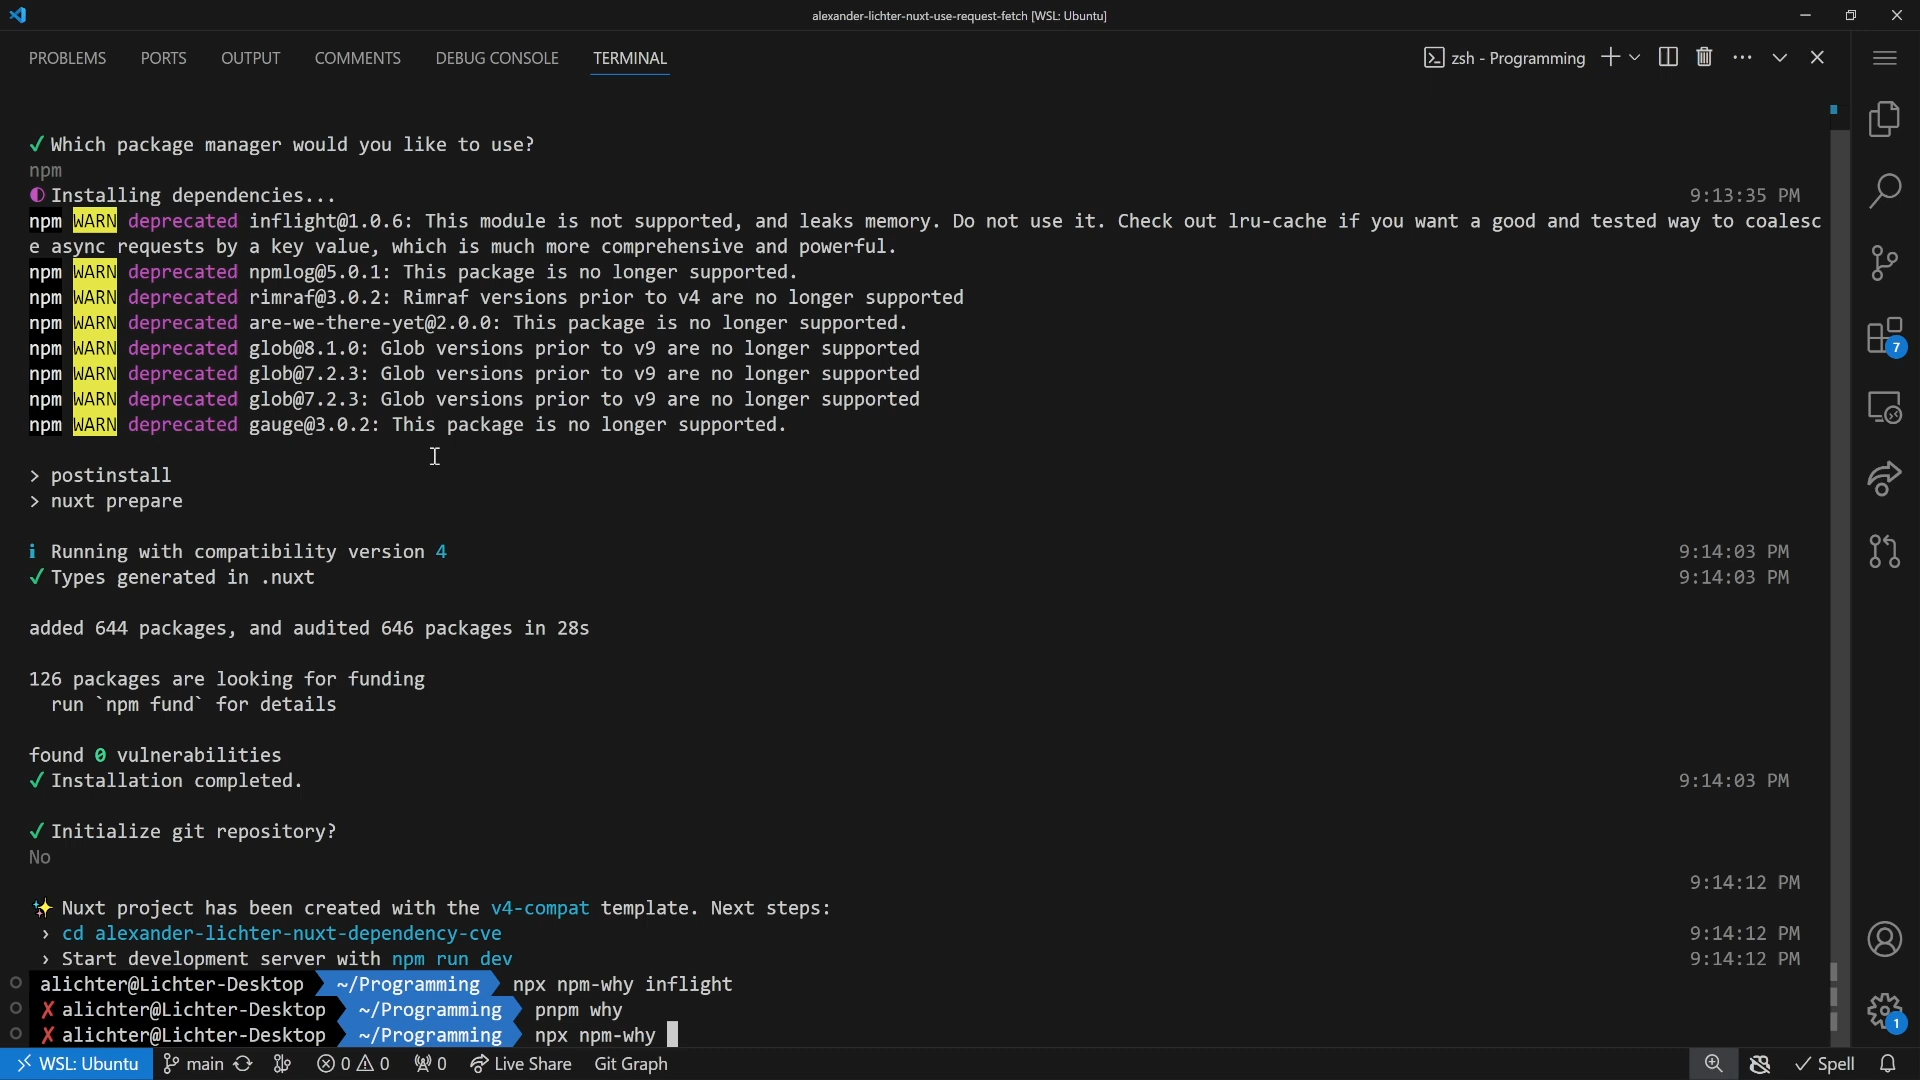 alexander-lichter-nuxt-use-request-fetch [WSL: Ubuntu]
PROBLEMS PORTS OUTPUT COMMENTS DEBUG CONSOLE TERMINAL zsh - Programming
✓ Which package manager would you like to use?
npm
Installing dependencies... 9:13:35 PM
npm WARN deprecated inflight@1.0.6: This module is not supported, and leaks memory. Do not use it. Check out lru-cache if you want a good and tested way to coalesc
e async requests by a key value, which is much more comprehensive and powerful.
npm WARN deprecated npmlog@5.0.1: This package is no longer supported.
npm WARN deprecated rimraf@3.0.2: Rimraf versions prior to v4 are no longer supported
npm WARN deprecated are-we-there-yet@2.0.0: This package is no longer supported.
npm WARN deprecated glob@8.1.0: Glob versions prior to v9 are no longer supported
npm WARN deprecated glob@7.2.3: Glob versions prior to v9 are no longer supported
npm WARN deprecated glob@7.2.3: Glob versions prior to v9 are no longer supported
npm WARN deprecated gauge@3.0.2: This package is no longer supported.
> postinstall
> nuxt prepare
ℹ Running with compatibility version 4 9:14:03 PM
✓ Types generated in .nuxt 9:14:03 PM
added 644 packages, and audited 646 packages in 28s
126 packages are looking for funding
run `npm fund` for details
found 0 vulnerabilities
✓ Installation completed. 9:14:03 PM
✓ Initialize git repository?
No
9:14:12 PM
✨ Nuxt project has been created with the v4-compat template. Next steps:
› cd alexander-lichter-nuxt-dependency-cve 9:14:12 PM
› Start development server with npm run dev 9:14:12 PM
alichter@Lichter-Desktop ~/Programming npx npm-why inflight
✗ alichter@Lichter-Desktop ~/Programming pnpm why
✗ alichter@Lichter-Desktop ~/Programming npx npm-why
7
1
WSL: Ubuntu main 0 0 0 Live Share Git Graph Spell